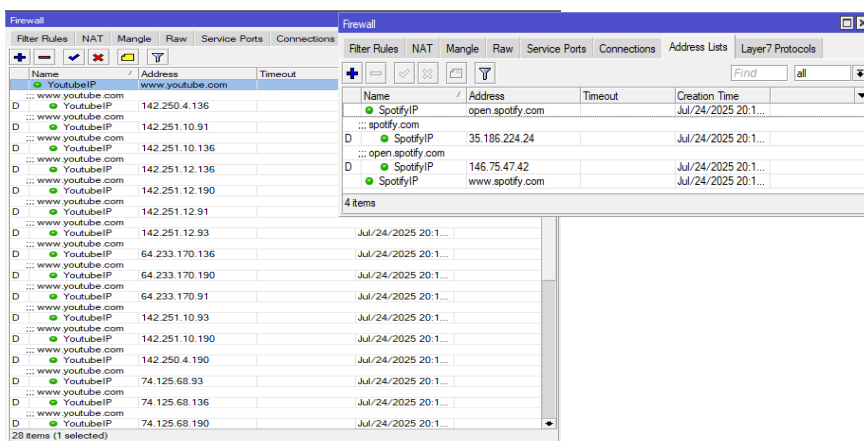 Firewall
Filter Rules NAT Mangle Raw Service Ports Connections
Name Address Timeout
YoutubeIP www.youtube.com
;;; www.youtube.com
D YoutubeIP 142.250.4.136
;;; www.youtube.com
D YoutubeIP 142.251.10.91
;;; www.youtube.com
D YoutubeIP 142.251.10.136
;;; www.youtube.com
D YoutubeIP 142.251.12.136
;;; www.youtube.com
D YoutubeIP 142.251.12.190
;;; www.youtube.com
D YoutubeIP 142.251.12.91
;;; www.youtube.com
D YoutubeIP 142.251.12.93 Jul/24/2025 20:1...
;;; www.youtube.com
D YoutubeIP 64.233.170.136 Jul/24/2025 20:1...
;;; www.youtube.com
D YoutubeIP 64.233.170.190 Jul/24/2025 20:1...
;;; www.youtube.com
D YoutubeIP 64.233.170.91 Jul/24/2025 20:1...
;;; www.youtube.com
D YoutubeIP 142.251.10.93 Jul/24/2025 20:1...
;;; www.youtube.com
D YoutubeIP 142.251.10.190 Jul/24/2025 20:1...
;;; www.youtube.com
D YoutubeIP 142.250.4.190 Jul/24/2025 20:1...
;;; www.youtube.com
D YoutubeIP 74.125.68.93 Jul/24/2025 20:1...
;;; www.youtube.com
D YoutubeIP 74.125.68.136 Jul/24/2025 20:1...
;;; www.youtube.com
D YoutubeIP 74.125.68.190 Jul/24/2025 20:1...
28 items (1 selected)
Firewall
Filter Rules NAT Mangle Raw Service Ports Connections Address Lists Layer7 Protocols
Find all
Name Address Timeout Creation Time
SpotifyIP open.spotify.com Jul/24/2025 20:1...
;;; spotify.com
D SpotifyIP 35.186.224.24 Jul/24/2025 20:1...
;;; open.spotify.com
D SpotifyIP 146.75.47.42 Jul/24/2025 20:1...
SpotifyIP www.spotify.com Jul/24/2025 20:1...
4 items